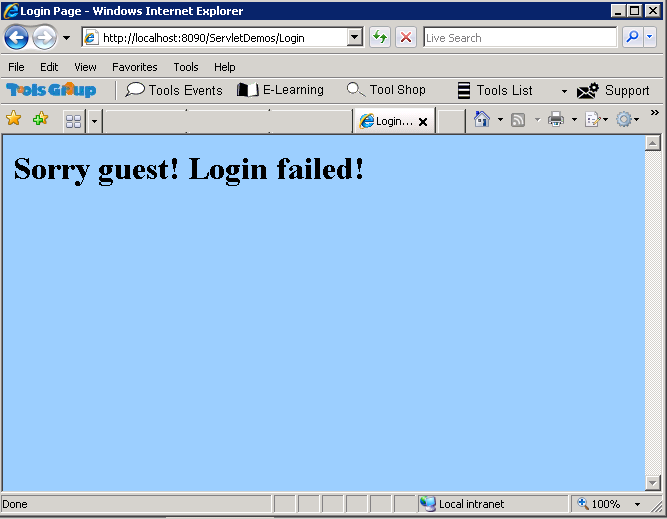 Login Page - Windows Internet Explorer
http://localhost:8090/ServletDemos/Login
Live Search
File Edit View Favorites Tools Help
Tools Group Tools Events E-Learning Tool Shop Tools List Support
Login...
Sorry guest! Login failed!
Done Local intranet 100%